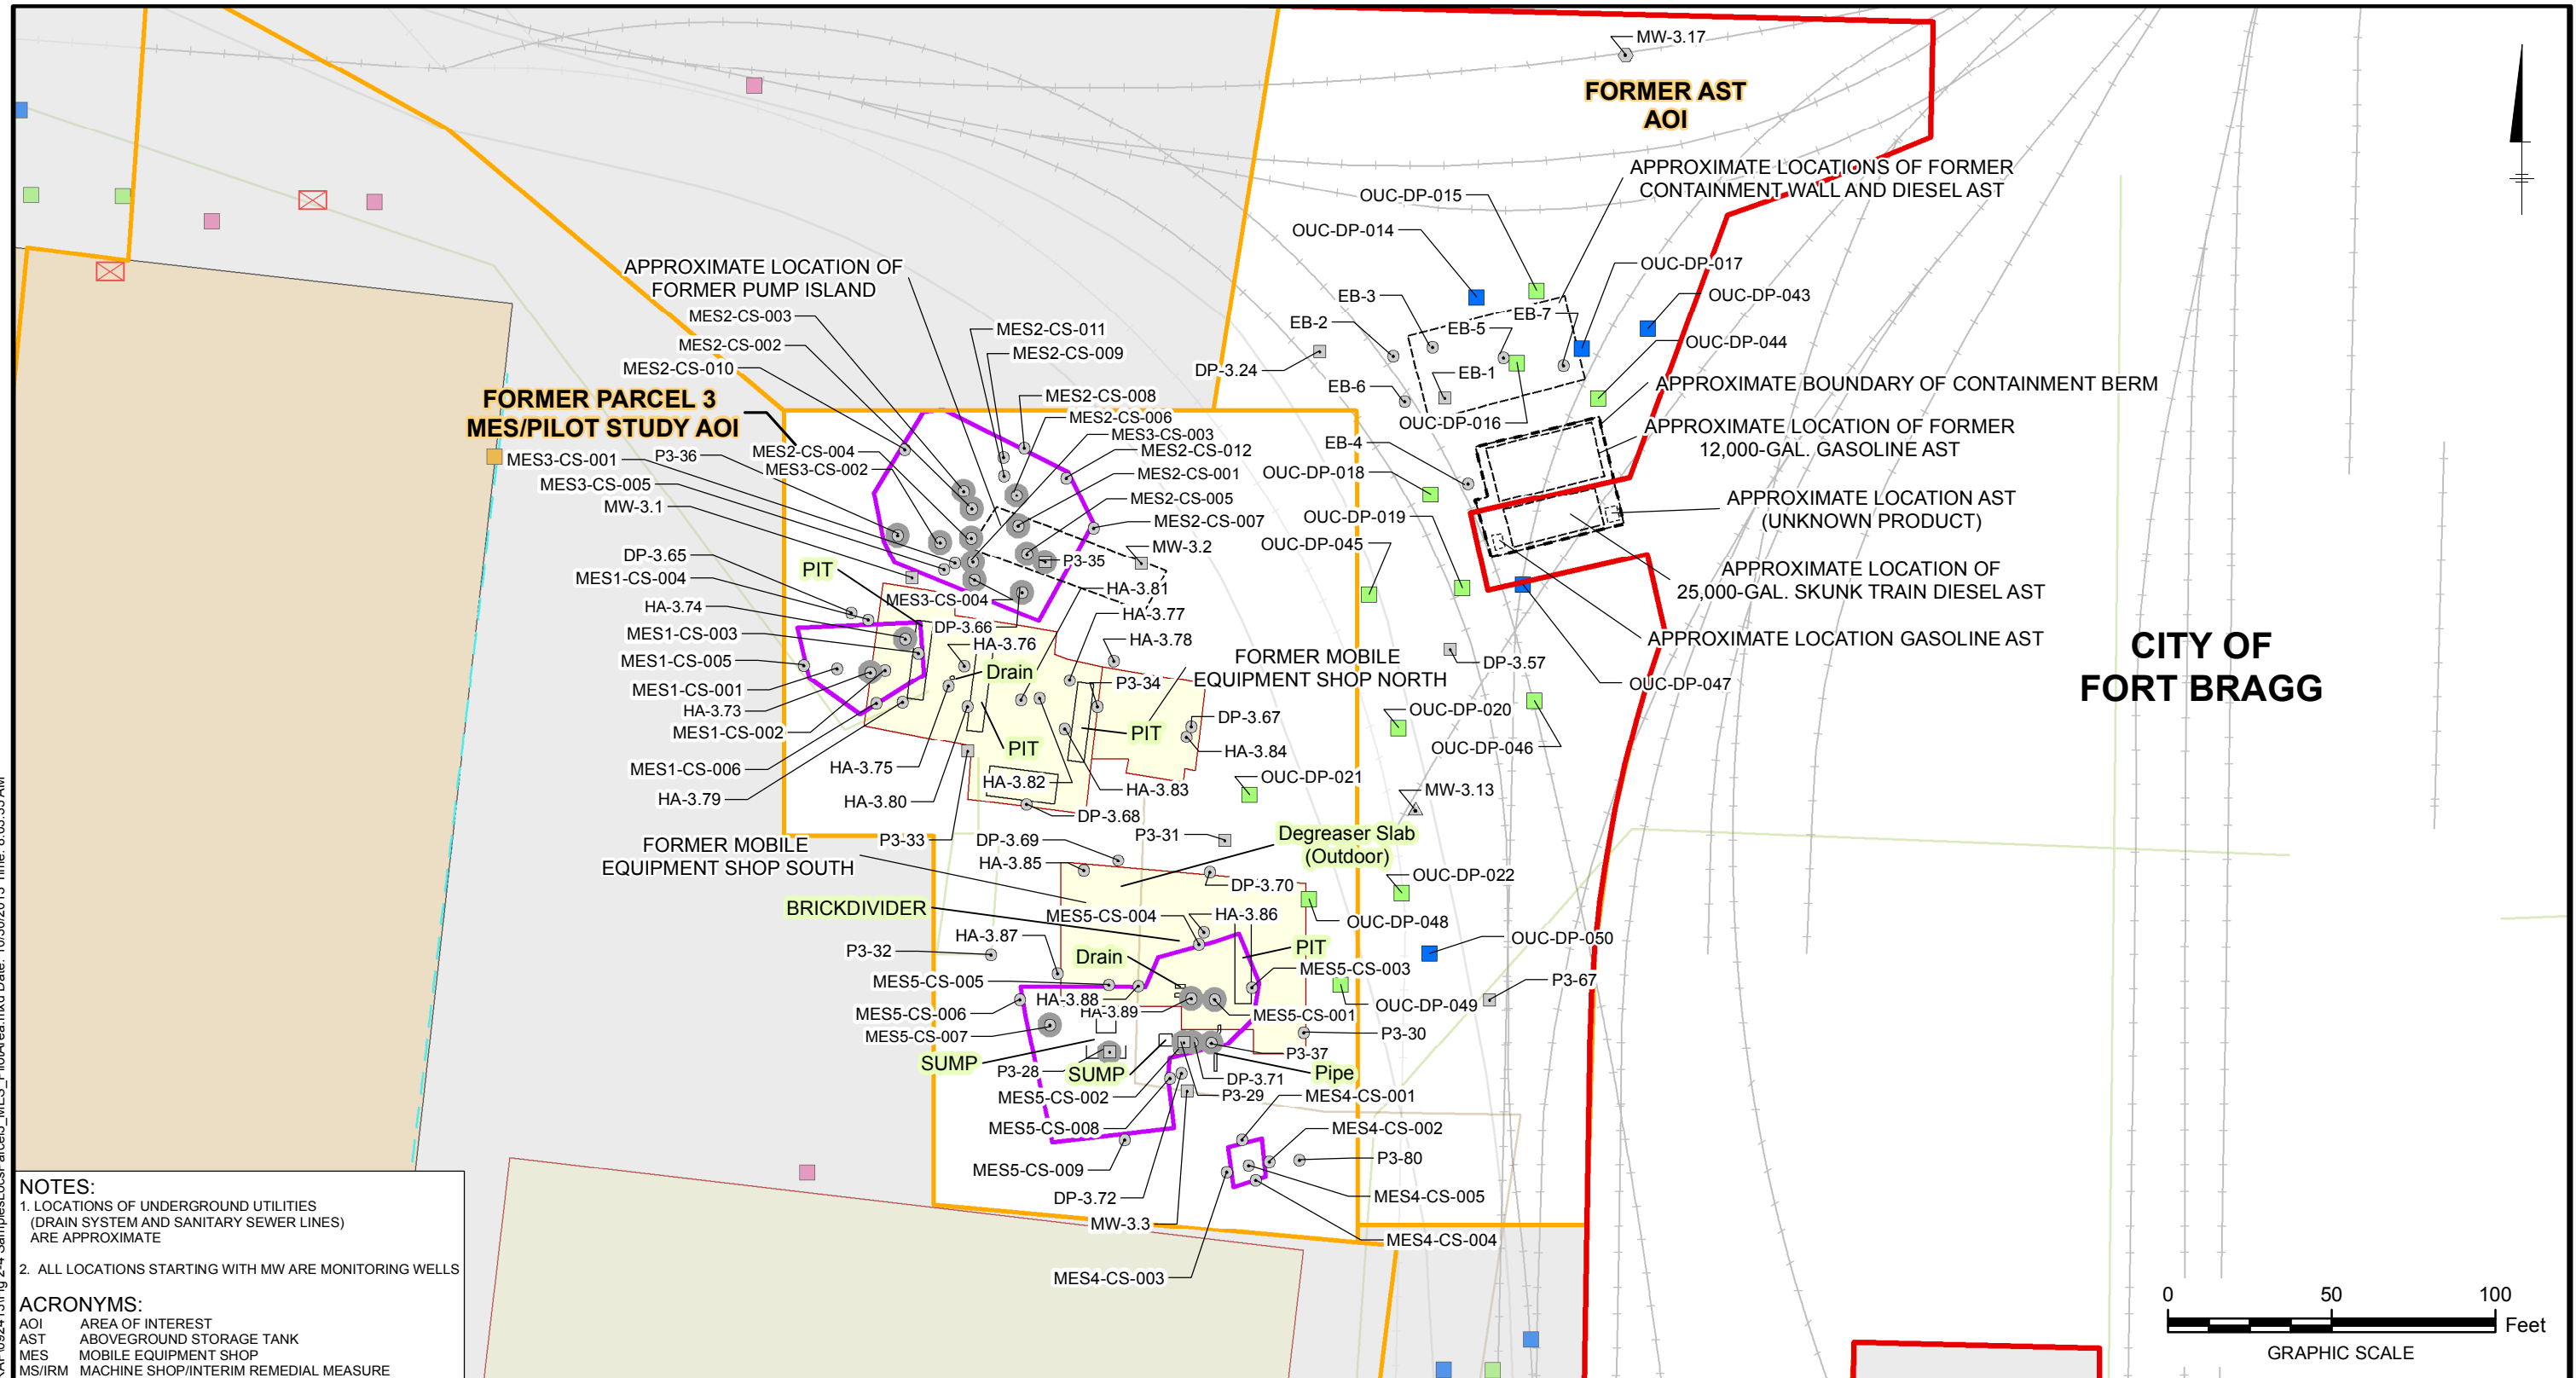 MW-3.17
FORMER AST
AOI
APPROXIMATE LOCATIONS OF FORMER
CONTAINMENT WALL AND DIESEL AST
OUC-DP-015
OUC-DP-014
OUC-DP-017
OUC-DP-043
OUC-DP-044
EB-3
EB-2
EB-5
EB-7
DP-3.24
EB-1
EB-6
OUC-DP-016
APPROXIMATE BOUNDARY OF CONTAINMENT BERM
APPROXIMATE LOCATION OF FORMER
12,000-GAL. GASOLINE AST
EB-4
OUC-DP-018
APPROXIMATE LOCATION AST
(UNKNOWN PRODUCT)
OUC-DP-019
OUC-DP-045
APPROXIMATE LOCATION OF
25,000-GAL. SKUNK TRAIN DIESEL AST
APPROXIMATE LOCATION GASOLINE AST
DP-3.57
OUC-DP-047
OUC-DP-020
OUC-DP-046
OUC-DP-021
MW-3.13
CITY OF
FORT BRAGG
APPROXIMATE LOCATION OF
FORMER PUMP ISLAND
MES2-CS-003
MES2-CS-002
MES2-CS-010
MES2-CS-011
MES2-CS-009
MES2-CS-008
MES2-CS-006
MES3-CS-003
MES2-CS-012
MES2-CS-001
MES2-CS-005
MES2-CS-007
MW-3.2
FORMER PARCEL 3
MES/PILOT STUDY AOI
MES2-CS-004
P3-36
MES3-CS-002
MES3-CS-001
MES3-CS-005
MW-3.1
DP-3.65
PIT
MES1-CS-004
HA-3.74
MES1-CS-003
MES1-CS-005
MES1-CS-001
HA-3.73
MES1-CS-002
MES1-CS-006
HA-3.79
P3-35
MES3-CS-004
HA-3.81
HA-3.77
DP-3.66
HA-3.76
HA-3.78
Drain
FORMER MOBILE
EQUIPMENT SHOP NORTH
P3-34
DP-3.67
PIT
PIT
HA-3.84
HA-3.75
HA-3.82
HA-3.83
HA-3.80
DP-3.68
P3-33
DP-3.69
P3-31
HA-3.85
Degreaser Slab
(Outdoor)
FORMER MOBILE
EQUIPMENT SHOP SOUTH
DP-3.70
OUC-DP-022
BRICKDIVIDER
MES5-CS-004
HA-3.86
OUC-DP-048
HA-3.87
PIT
OUC-DP-050
P3-32
Drain
MES5-CS-003
MES5-CS-005
P3-67
HA-3.88
OUC-DP-049
MES5-CS-006
HA-3.89
MES5-CS-001
MES5-CS-007
P3-30
P3-37
SUMP
P3-28
SUMP
Pipe
DP-3.71
MES5-CS-002
P3-29
MES4-CS-001
MES5-CS-008
MES4-CS-002
MES5-CS-009
P3-80
DP-3.72
MES4-CS-005
MW-3.3
MES4-CS-004
MES4-CS-003
NOTES:
1. LOCATIONS OF UNDERGROUND UTILITIES
(DRAIN SYSTEM AND SANITARY SEWER LINES)
ARE APPROXIMATE
2. ALL LOCATIONS STARTING WITH MW ARE MONITORING WELLS
ACRONYMS:
AOI AREA OF INTEREST
AST ABOVEGROUND STORAGE TANK
MES MOBILE EQUIPMENT SHOP
MS/IRM MACHINE SHOP/INTERIM REMEDIAL MEASURE
0 50 100
Feet
GRAPHIC SCALE